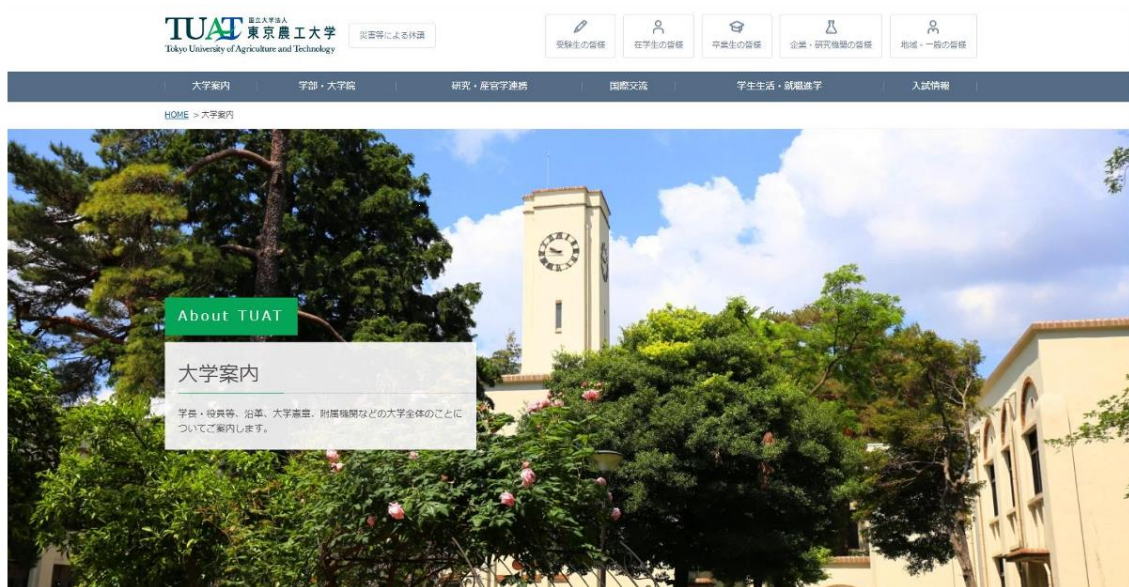 TUAT 国立大学法人 東京農工大学
Tokyo University of Agriculture and Technology
災害等による休講
受験生の皆様
在学生の皆様
卒業生の皆様
企業・研究機関の皆様
地域・一般の皆様
大学案内
学部・大学院
研究・産官学連携
国際交流
学生生活・就職進学
入試情報
HOME > 大学案内
About TUAT
大学案内
学長・役員等、沿革、大学憲章、附属機関などの大学全体のことに
ついてご案内します。